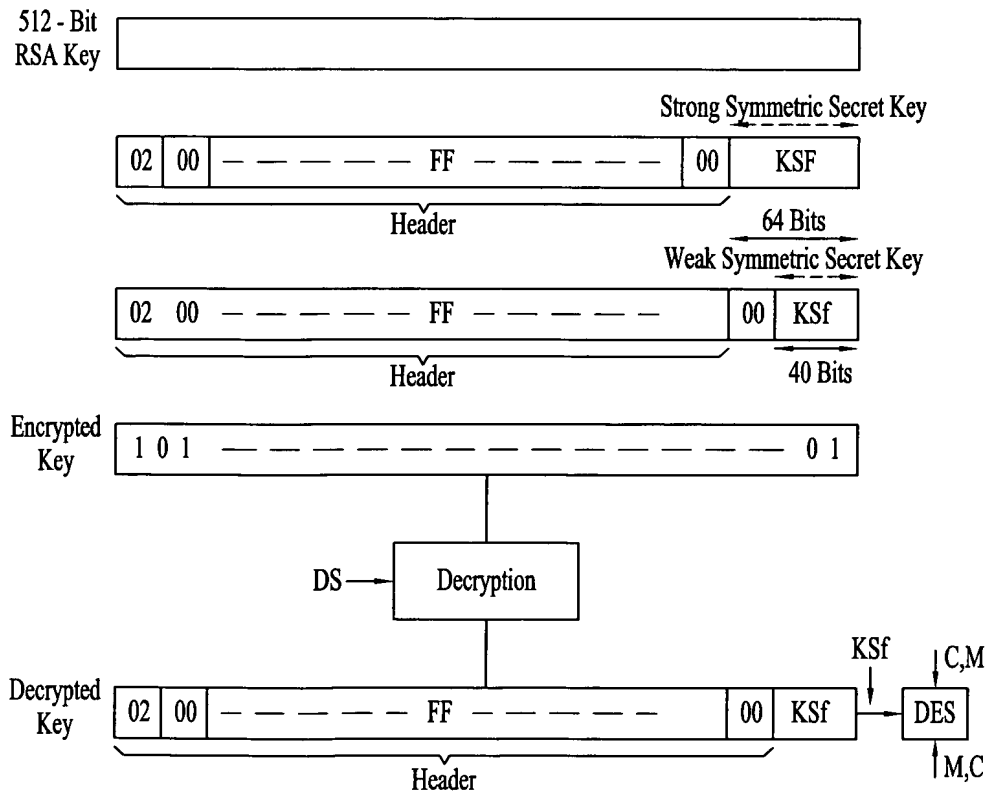 512 - Bit
RSA Key
Strong Symmetric Secret Key
02 00 FF 00 KSF
Header
64 Bits
Weak Symmetric Secret Key
02 00 FF 00 KSf
Header
40 Bits
Encrypted
Key
1 0 1 0 1
DS
Decryption
KSf
C,M
Decrypted
Key
02 00 FF 00 KSf
DES
Header
M,C